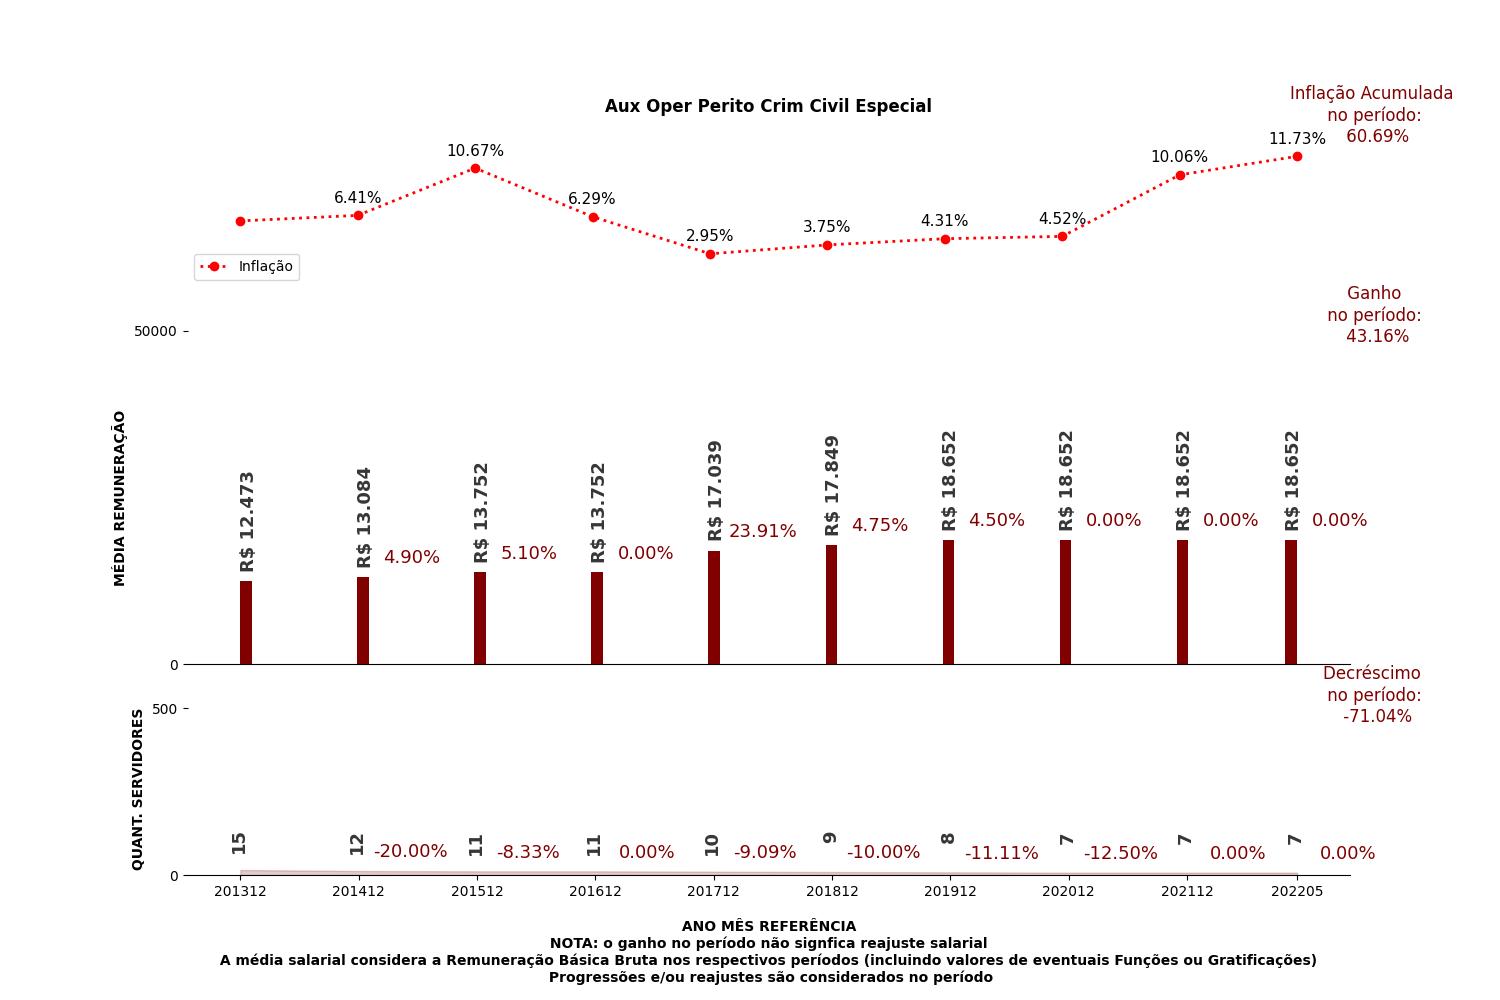 Aux Oper Perito Crim Civil Especial
Inflação Acumulada
no período:
60.69%
6.41%
10.67%
6.29%
2.95%
3.75%
4.31%
4.52%
10.06%
11.73%
Inflação
Ganho
no período:
43.16%
50000
0
MÉDIA REMUNERAÇÃO
R$ 12.473
R$ 13.084
R$ 13.752
R$ 13.752
R$ 17.039
R$ 17.849
R$ 18.652
R$ 18.652
R$ 18.652
R$ 18.652
4.90%
5.10%
0.00%
23.91%
4.75%
4.50%
0.00%
0.00%
0.00%
Decréscimo
no período:
-71.04%
500
0
QUANT. SERVIDORES
15
12
11
11
10
9
8
7
7
7
-20.00%
-8.33%
0.00%
-9.09%
-10.00%
-11.11%
-12.50%
0.00%
0.00%
201312
201412
201512
201612
201712
201812
201912
202012
202112
202205
ANO MÊS REFERÊNCIA
NOTA: o ganho no período não signfica reajuste salarial
A média salarial considera a Remuneração Básica Bruta nos respectivos períodos (incluindo valores de eventuais Funções ou Gratificações)
Progressões e/ou reajustes são considerados no período